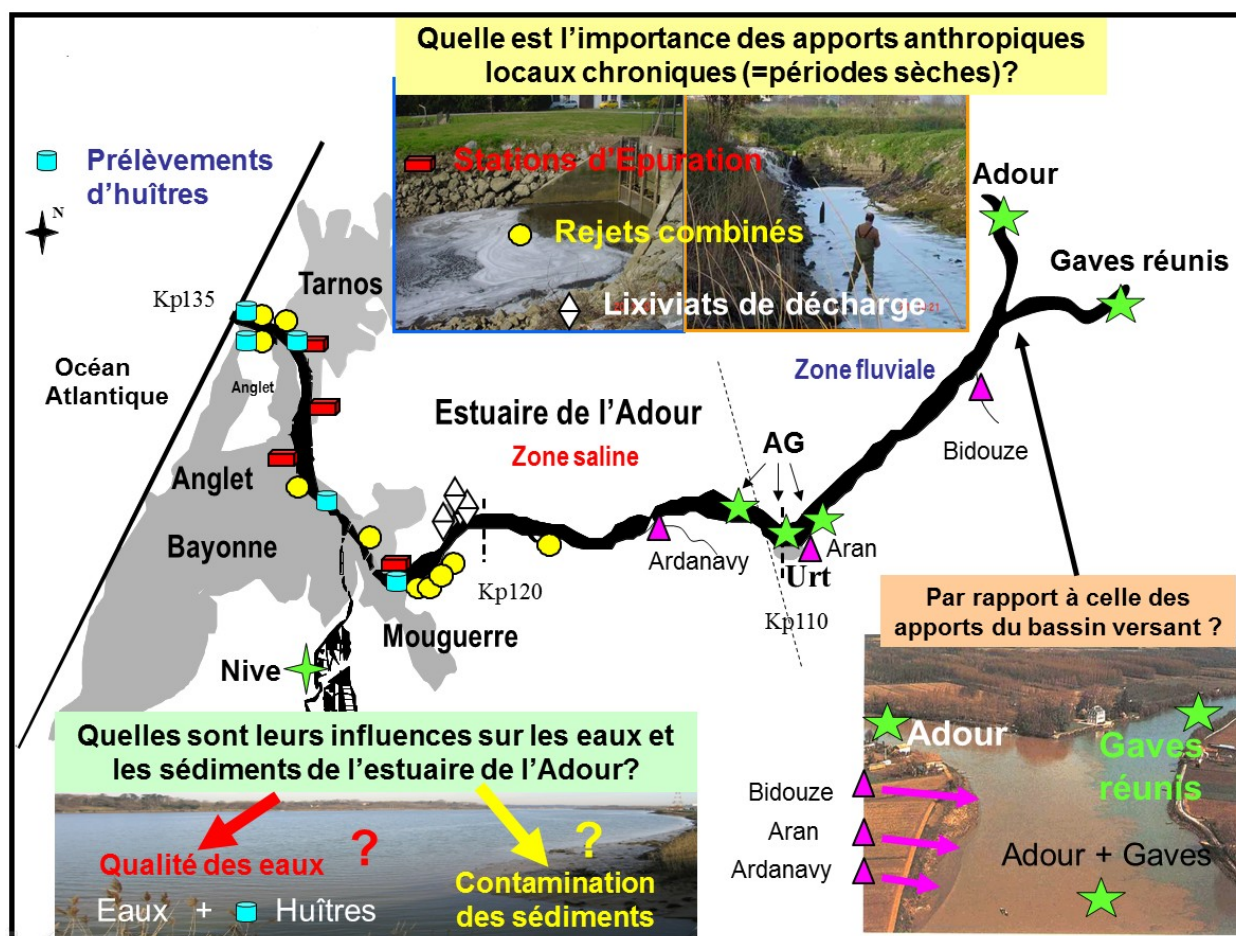 Quelle est l’importance des apports anthropiques
locaux chroniques (=périodes sèches)?
Prélèvements
d’huîtres
N
Stations d’Epuration
Rejets combinés
Lixiviats de décharge
Adour
Gaves réunis
Tarnos
Kp135
Océan
Atlantique
Anglet
Zone fluviale
Estuaire de l’Adour
Zone saline
AG
Bidouze
Anglet
Bayonne
Ardanavy
Aran
Urt
Kp120
Kp110
Mouguerre
Nive
Par rapport à celle des
apports du bassin versant ?
Quelles sont leurs influences sur les eaux et
les sédiments de l’estuaire de l’Adour?
Qualité des eaux
?
?
Eaux + Huîtres
Contamination
des sédiments
Adour
Gaves
réunis
Bidouze
Aran
Ardanavy
Adour + Gaves